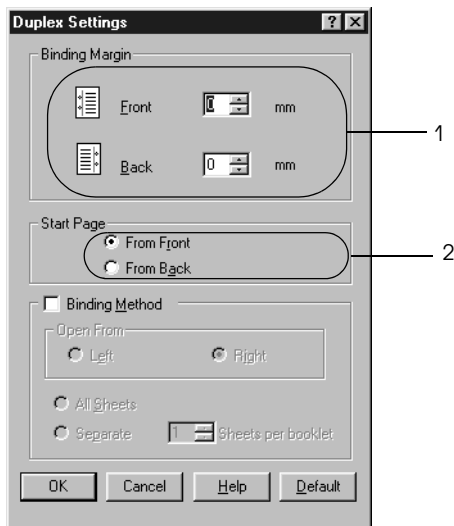 Duplex Settings
Binding Margin
Front 0 mm
1
Back 0 mm
Start Page
From Front
2
From Back
Binding Method
Open From
Left Right
All Sheets
Separate 1 Sheets per booklet
OK Cancel Help Default